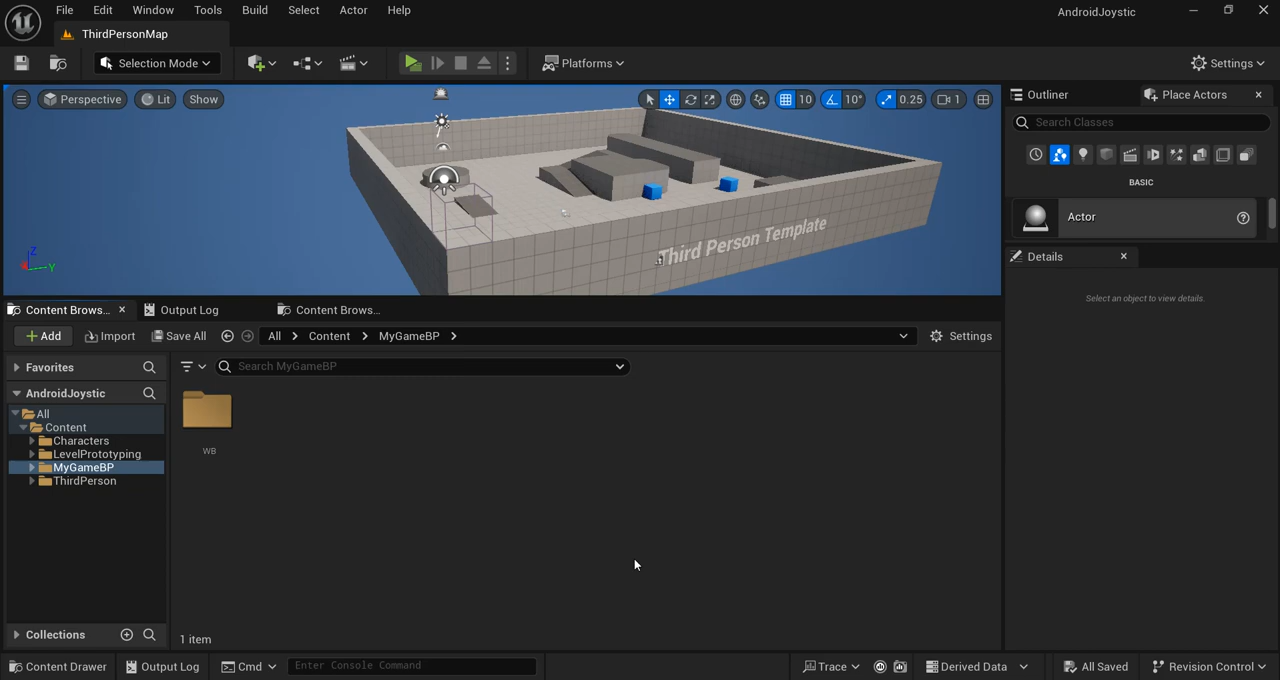 File Edit Window Tools Build Select Actor Help AndroidJoystic
ThirdPersonMap
Selection Mode Platforms Settings
Perspective Lit Show 10 10° 0.25 1
Outliner Place Actors
Search Classes
BASIC
Actor
Third Person Template
Z
Y
Details
Select an object to view details.
Content Brows... Output Log Content Brows...
Add Import Save All All Content MyGameBP Settings
Favorites
Search MyGameBP
AndroidJoystic
All
Content
Characters
LevelPrototyping
MyGameBP
ThirdPerson
WB
Collections
1 item
Content Drawer Output Log Cmd Enter Console Command Trace Derived Data All Saved Revision Control